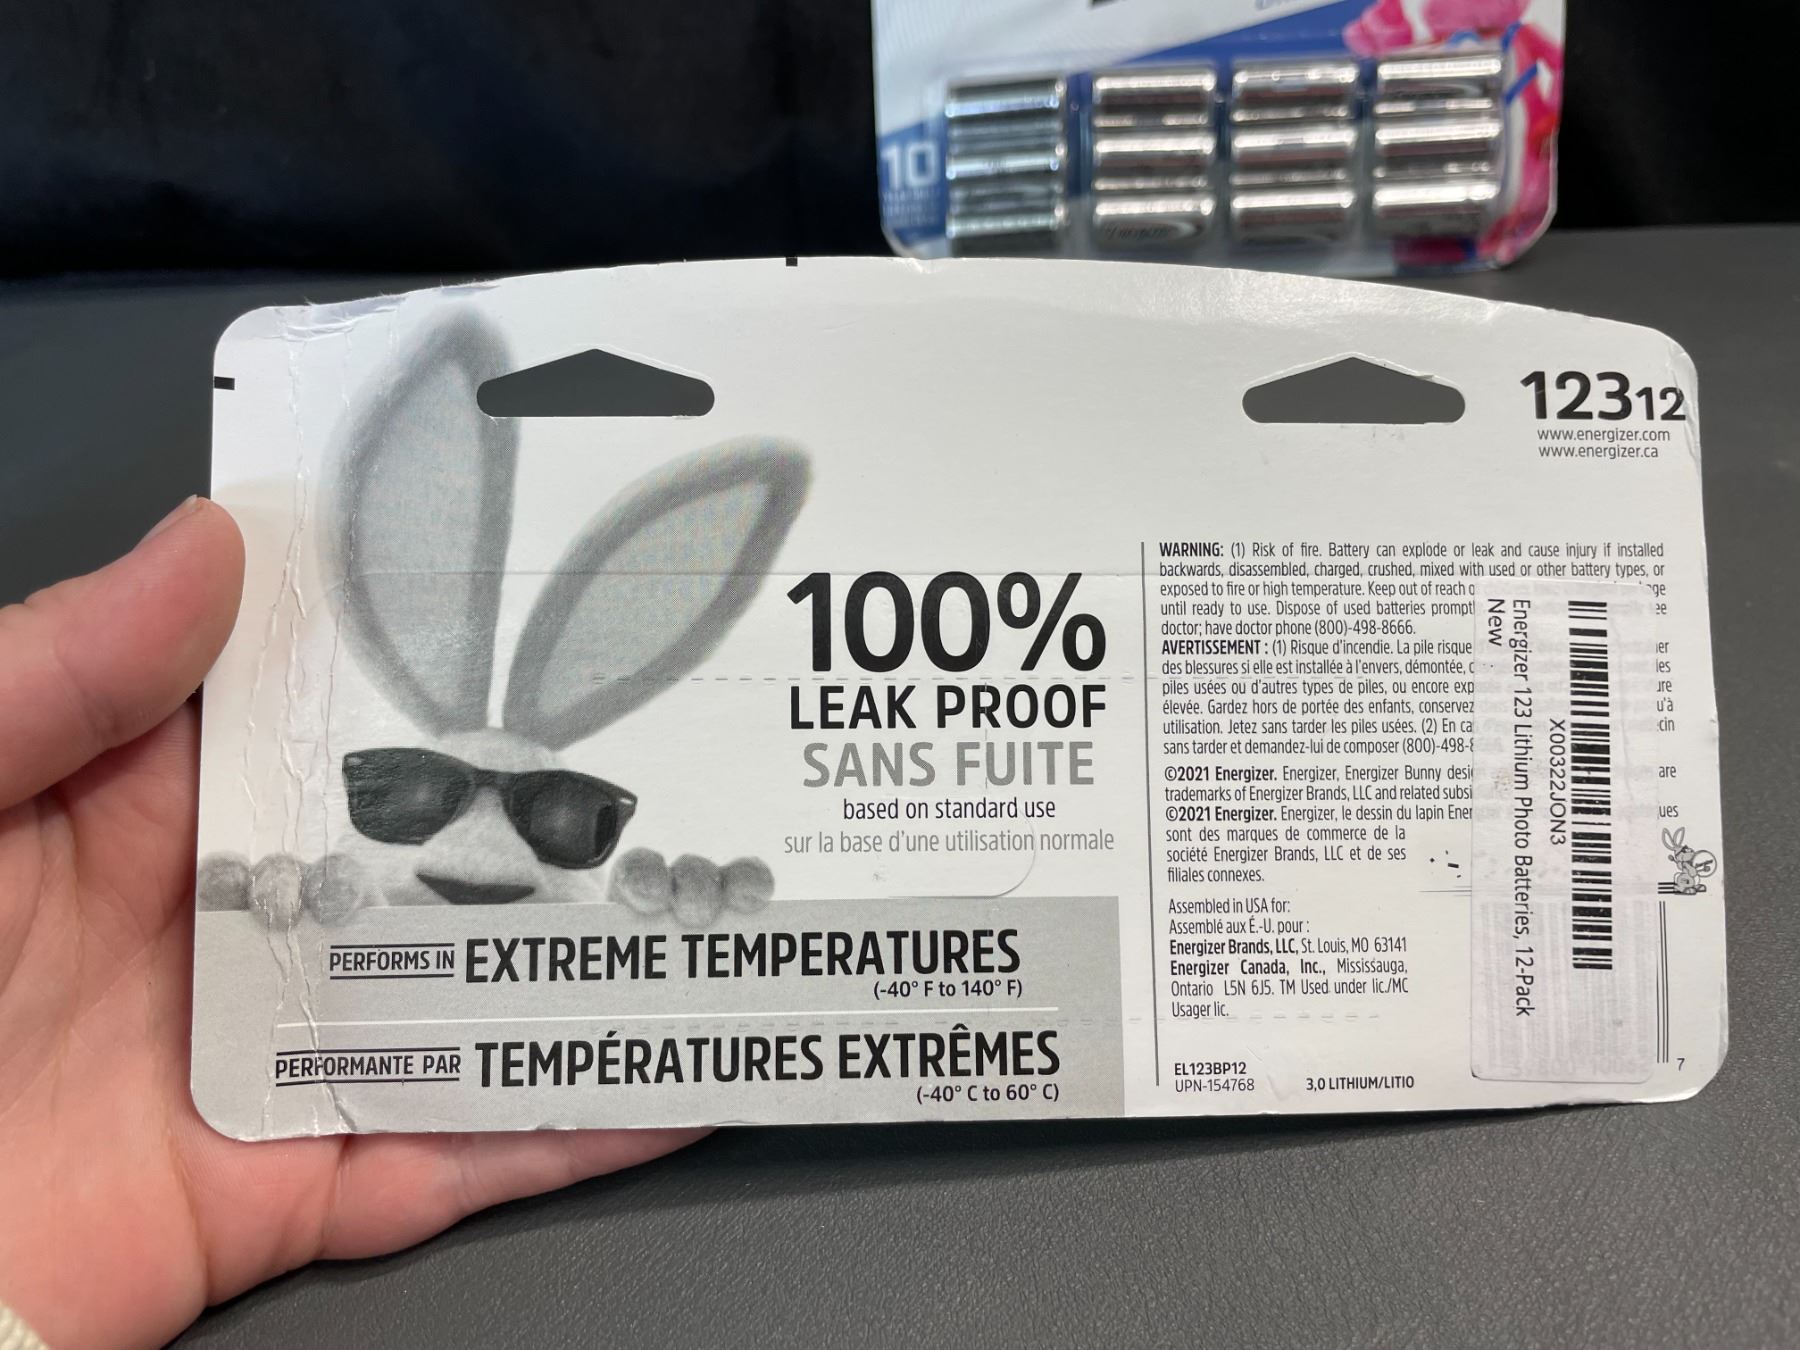 10
12312
www.energizer.com
www.energizer.ca
100%
LEAK PROOF
SANS FUITE
based on standard use
sur la base d'une utilisation normale
PERFORMS IN EXTREME TEMPERATURES
(-40° F to 140° F)
PERFORMANTE PAR TEMPÉRATURES EXTRÊMES
(-40° C to 60° C)
WARNING: (1) Risk of fire. Battery can explode or leak and cause injury if installed
backwards, disassembled, charged, crushed, mixed with used or other battery types, or
exposed to fire or high temperature. Keep out of reach
until ready to use. Dispose of used batteries
doctor; have doctor phone (800)-498-8666.
AVERTISSEMENT : (1) Risque d'incendie. La pile risque
des blessures si elle est installée à l'envers, démontée,
piles usées ou d'autres types de piles, ou encore
élevée. Gardez hors de portée des enfants, conservez
utilisation. Jetez sans tarder les piles usées. (2) En
sans tarder et demandez-lui de composer (800)-498-8
©2021 Energizer. Energizer, Energizer Bunny are
trademarks of Energizer Brands, LLC and related
©2021 Energizer. Energizer, le dessin du lapin
sont des marques de commerce de la
société Energizer Brands, LLC et de ses
filiales connexes.
Assembled in USA for:
Assemblé aux É.-U. pour :
Energizer Brands, LLC, St. Louis, MO 63141
Energizer Canada, Inc., Mississauga,
Ontario L5N 6J5. TM Used under lic./MC
Usager lic.
EL123BP12
UPN-154768
3,0 LITHIUM/LITIO
7
X00322JON3
Energizer 123 Lithium Photo Batteries, 12-Pack
New